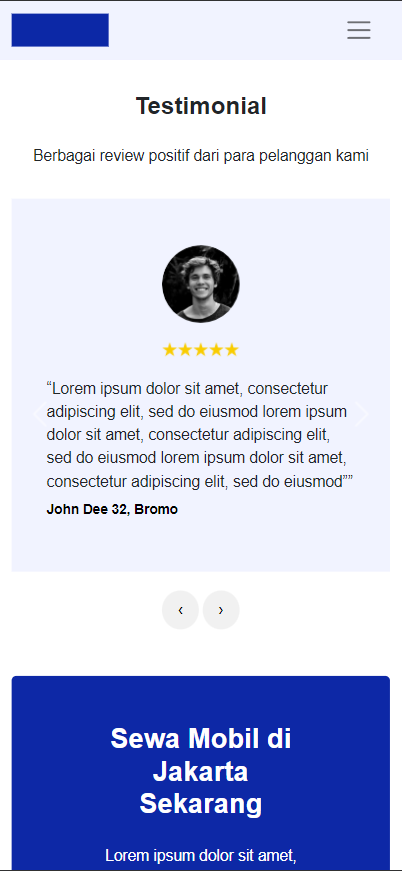 Testimonial
Berbagai review positif dari para pelanggan kami
“Lorem ipsum dolor sit amet, consectetur
adipiscing elit, sed do eiusmod lorem ipsum
dolor sit amet, consectetur adipiscing elit,
sed do eiusmod lorem ipsum dolor sit amet,
consectetur adipiscing elit, sed do eiusmod””
John Dee 32, Bromo
‹ ›
Sewa Mobil di
Jakarta
Sekarang
Lorem ipsum dolor sit amet,